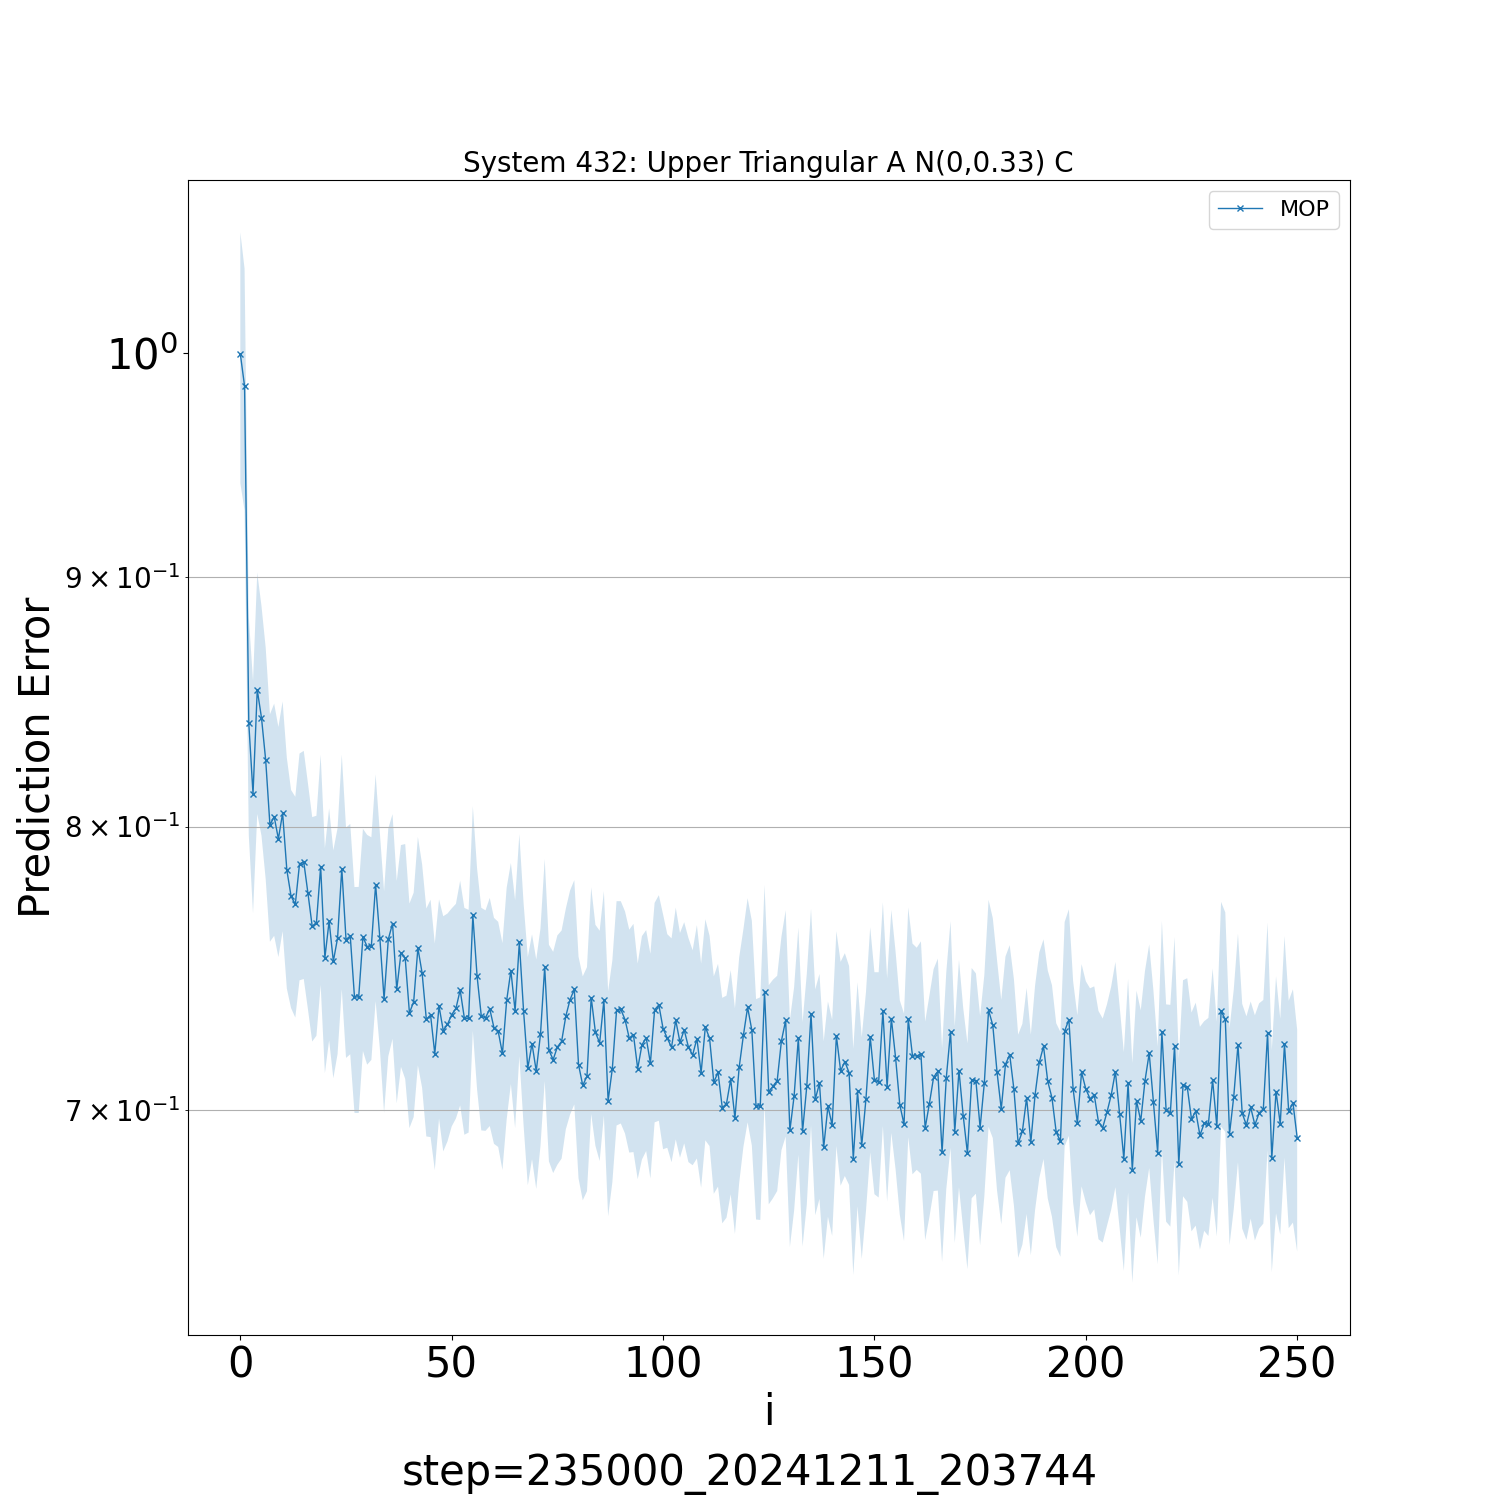 System 432: Upper Triangular A N(0,0.33) C
MOP
10⁰
9 × 10⁻¹
8 × 10⁻¹
7 × 10⁻¹
Prediction Error
0 50 100 150 200 250
i
step=235000_20241211_203744